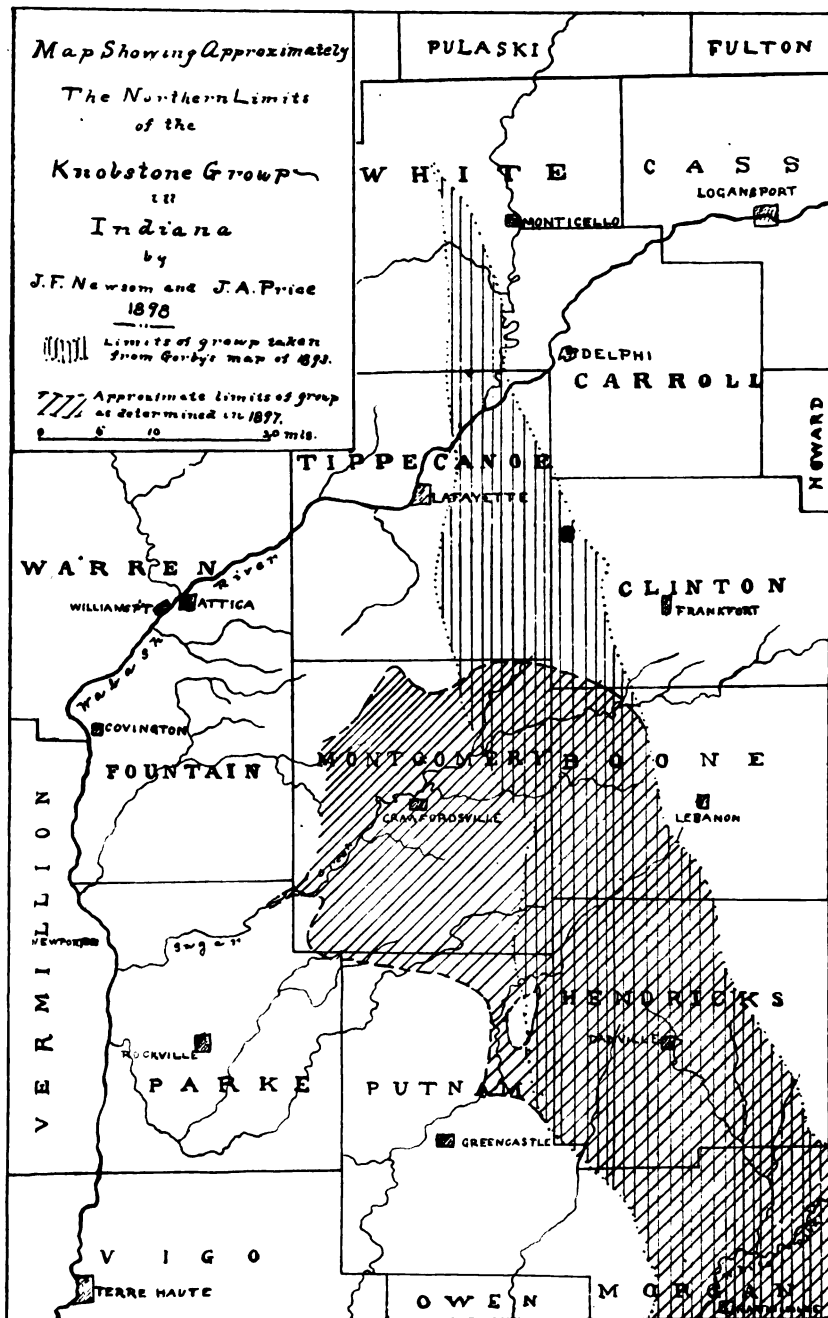 Map Showing Approximately
The Northern Limits
of the
Knobstone Group
in
Indiana
by
J.F. Newsom and J.A. Price
1898
Limits of group taken
from Gorby's map of 1893.
Approximate limits of group
as determined in 1897.
0 5 10 20 mls.
PULASKI
FULTON
WHITE
CASS
LOGANSPORT
MONTICELLO
DELPHI
CARROLL
HOWARD
TIPPECANOE
LAFAYETTE
WARREN
River
CLINTON
WILLIAMSP'T
ATTICA
FRANKFORT
Wabash
COVINGTON
FOUNTAIN
MONTGOMERY
BOONE
CRAWFORDSVILLE
LEBANON
VERMILLION
NEWPORT
Sugar
HENDRICKS
DANVILLE
ROCKVILLE
PARKE
PUTNAM
GREENCASTLE
VIGO
TERRE HAUTE
OWEN
MORGAN